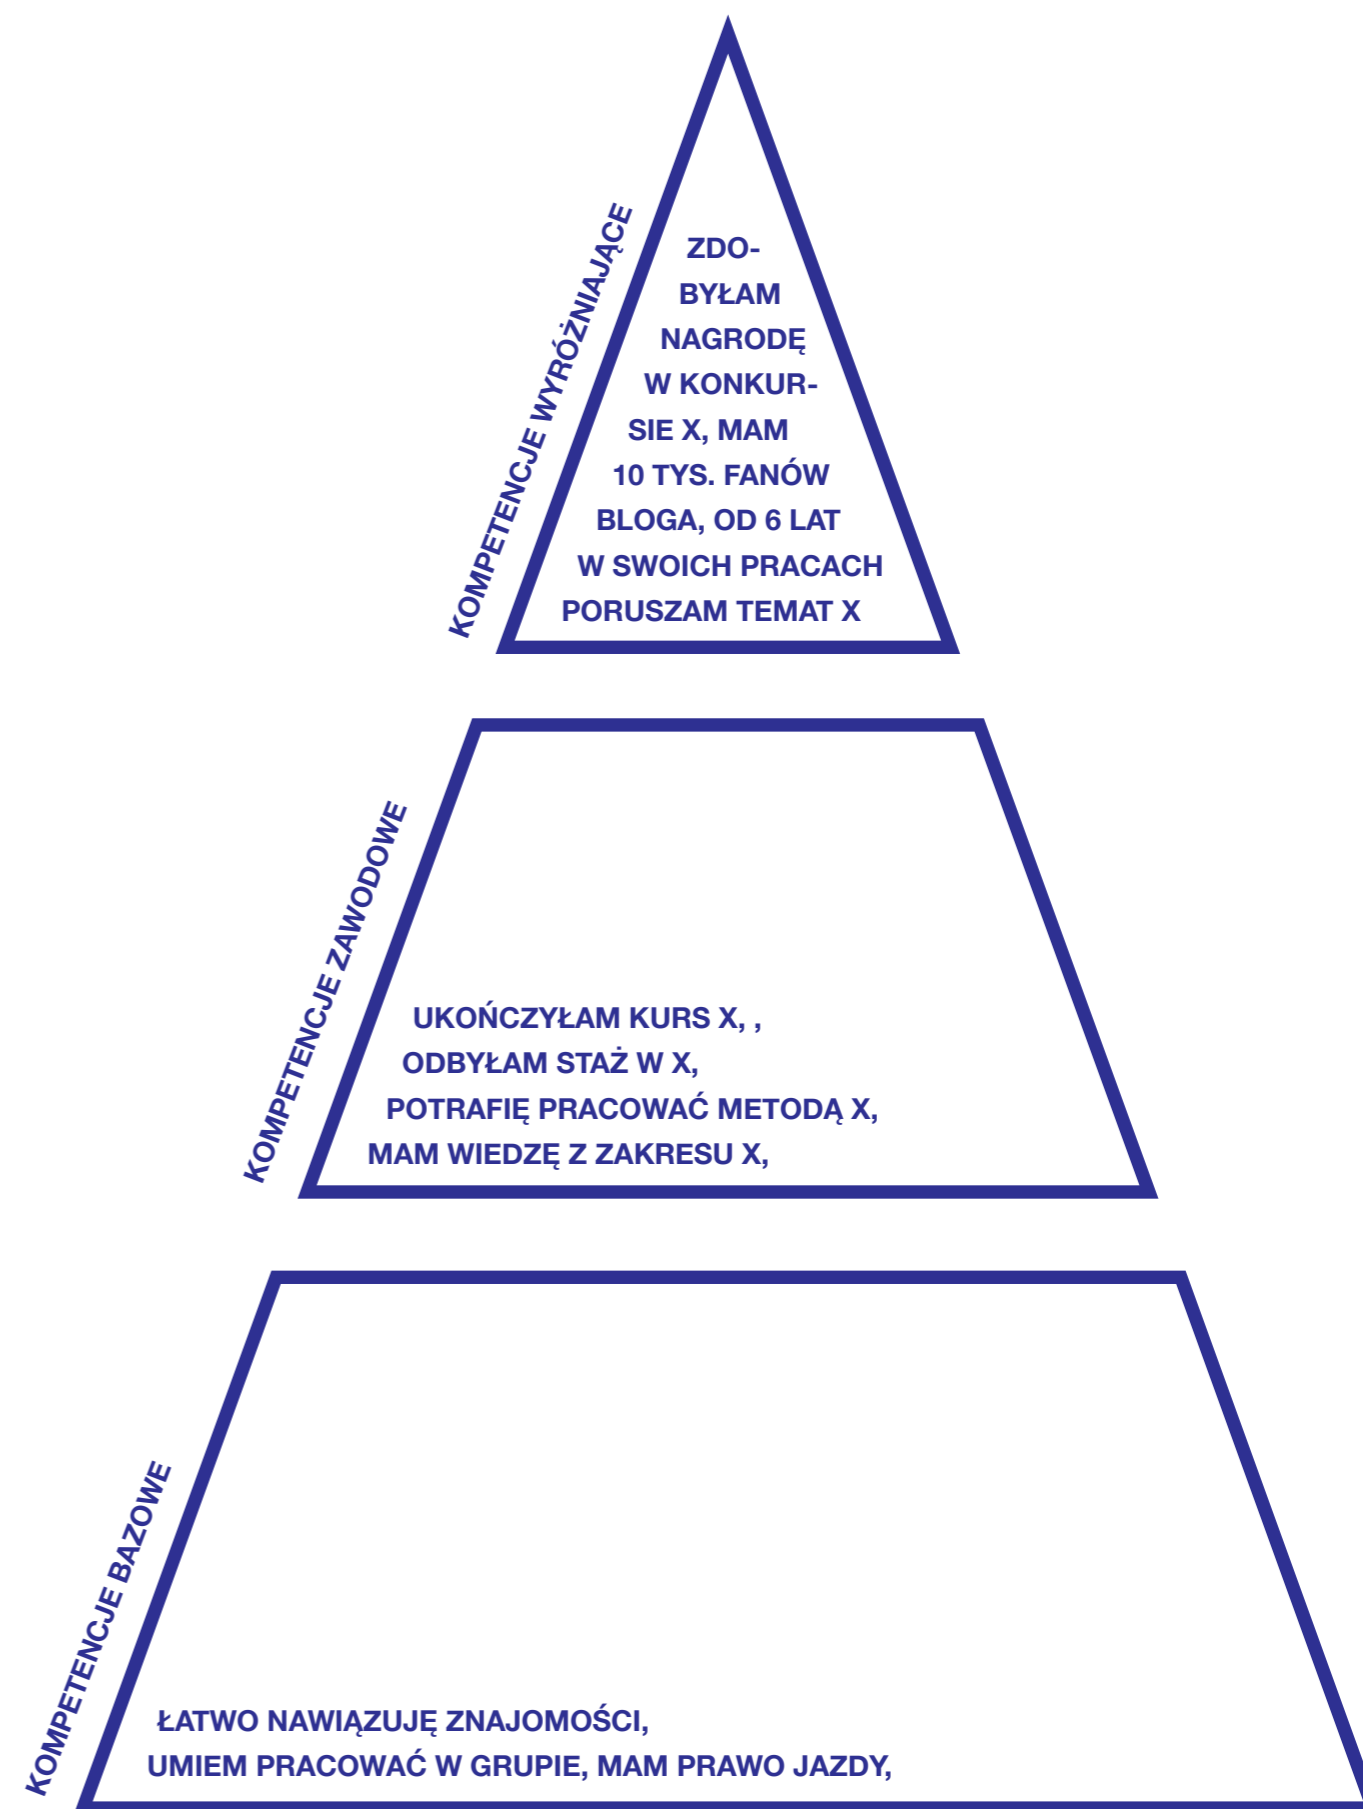 KOMPETENCJE WYRÓŻNIAJĄCE
ZDO-
BYŁAM
NAGRODĘ
W KONKUR-
SIE X, MAM
10 TYS. FANÓW
BLOGA, OD 6 LAT
W SWOICH PRACACH
PORUSZAM TEMAT X
KOMPETENCJE ZAWODOWE
UKOŃCZYŁAM KURS X, ,
ODBYŁAM STAŻ W X,
POTRAFIĘ PRACOWAĆ METODĄ X,
MAM WIEDZĘ Z ZAKRESU X,
KOMPETENCJE BAZOWE
ŁATWO NAWIĄZUJĘ ZNAJOMOŚCI,
UMIEM PRACOWAĆ W GRUPIE, MAM PRAWO JAZDY,